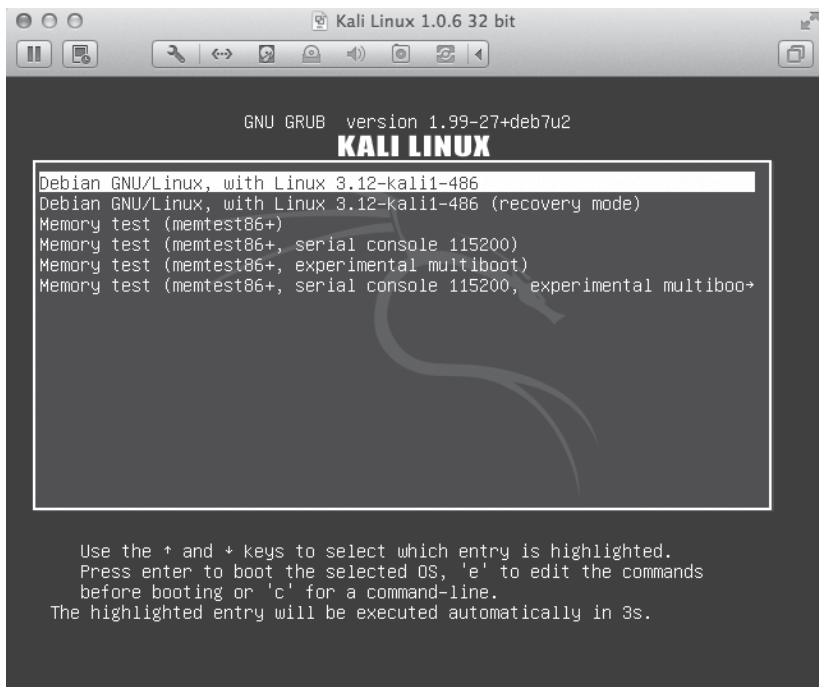 Kali Linux 1.0.6 32 bit
GNU GRUB version 1.99-27+deb7u2
KALI LINUX
Debian GNU/Linux, with Linux 3.12-kali1-486
Debian GNU/Linux, with Linux 3.12-kali1-486 (recovery mode)
Memory test (memtest86+)
Memory test (memtest86+, serial console 115200)
Memory test (memtest86+, experimental multiboot)
Memory test (memtest86+, serial console 115200, experimental multiboo→
Use the ↑ and ↓ keys to select which entry is highlighted.
Press enter to boot the selected OS, 'e' to edit the commands
before booting or 'c' for a command-line.
The highlighted entry will be executed automatically in 3s.